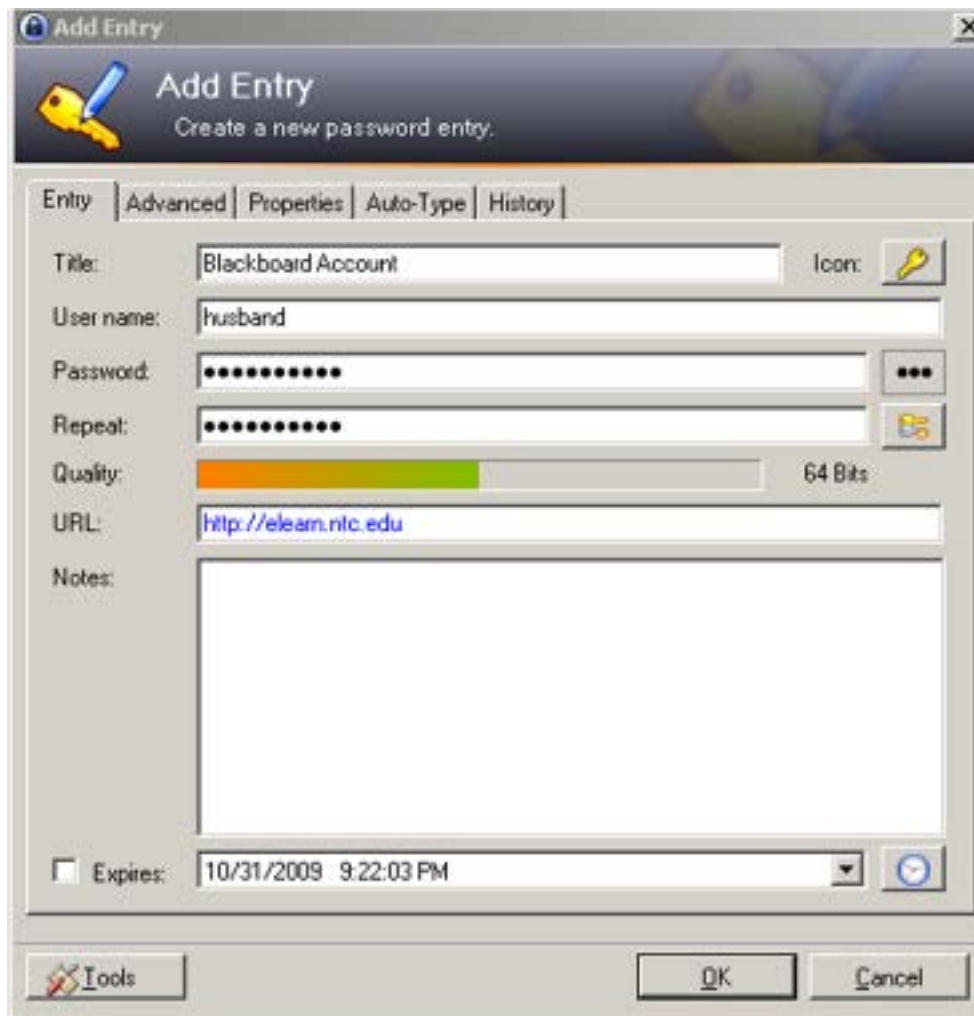 Add Entry
Add Entry
Create a new password entry.
Entry Advanced Properties Auto-Type History
Title: Blackboard Account Icon:
User name: husband
Password: ●●●●●●●●●● •••
Repeat: ●●●●●●●●●●
Quality: 64 Bits
URL: http://elearn.ntc.edu
Notes:
Expires: 10/31/2009 9:22:03 PM
Tools OK Cancel